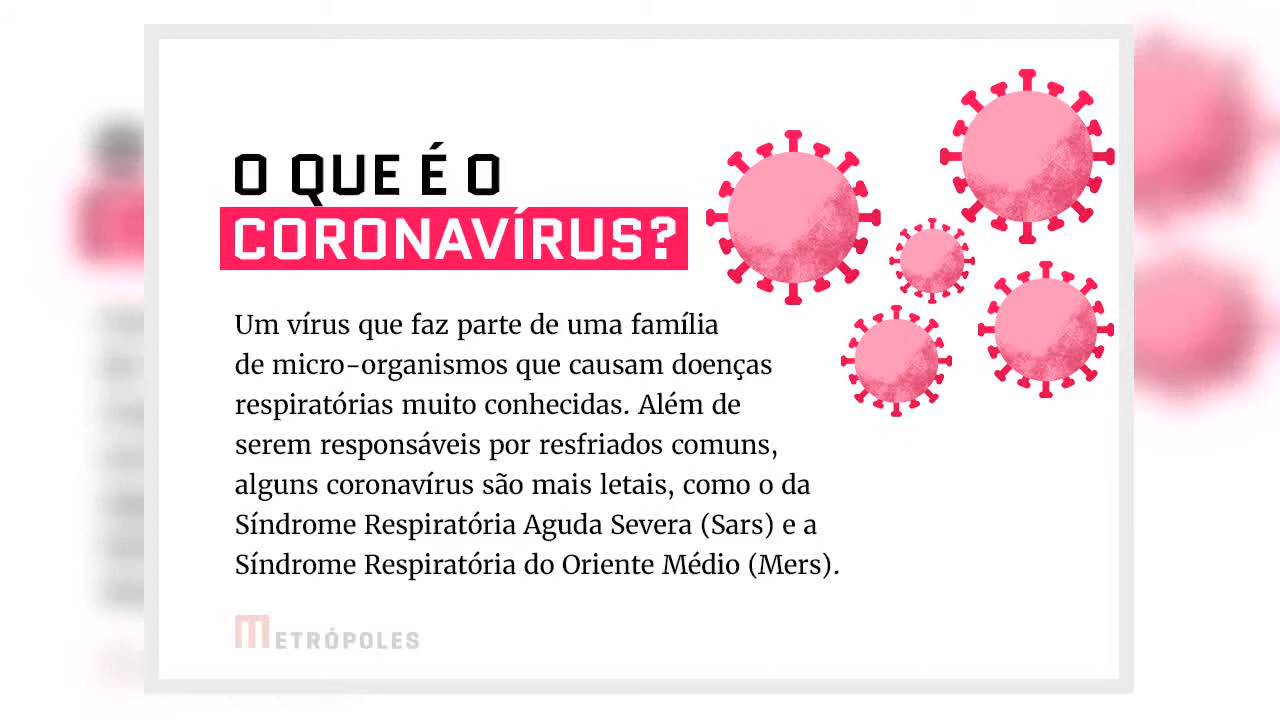 O QUE É O
CORONAVÍRUS?
Um vírus que faz parte de uma família
de micro-organismos que causam doenças
respiratórias muito conhecidas. Além de
serem responsáveis por resfriados comuns,
alguns coronavírus são mais letais, como o da
Síndrome Respiratória Aguda Severa (Sars) e a
Síndrome Respiratória do Oriente Médio (Mers).
METRÓPOLES